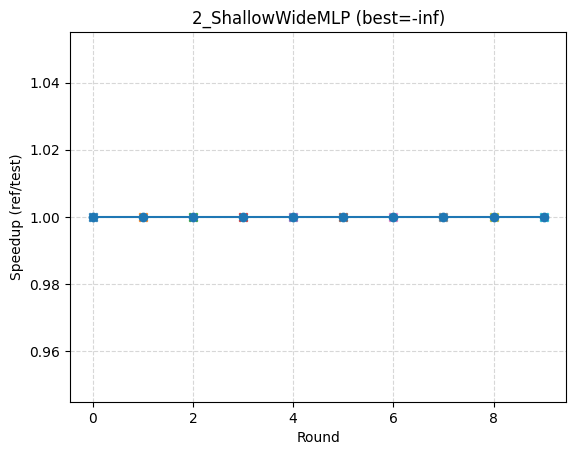 2_ShallowWideMLP (best=-inf)
Speedup (ref/test)
1.04
1.02
1.00
0.98
0.96
0 2 4 6 8
Round